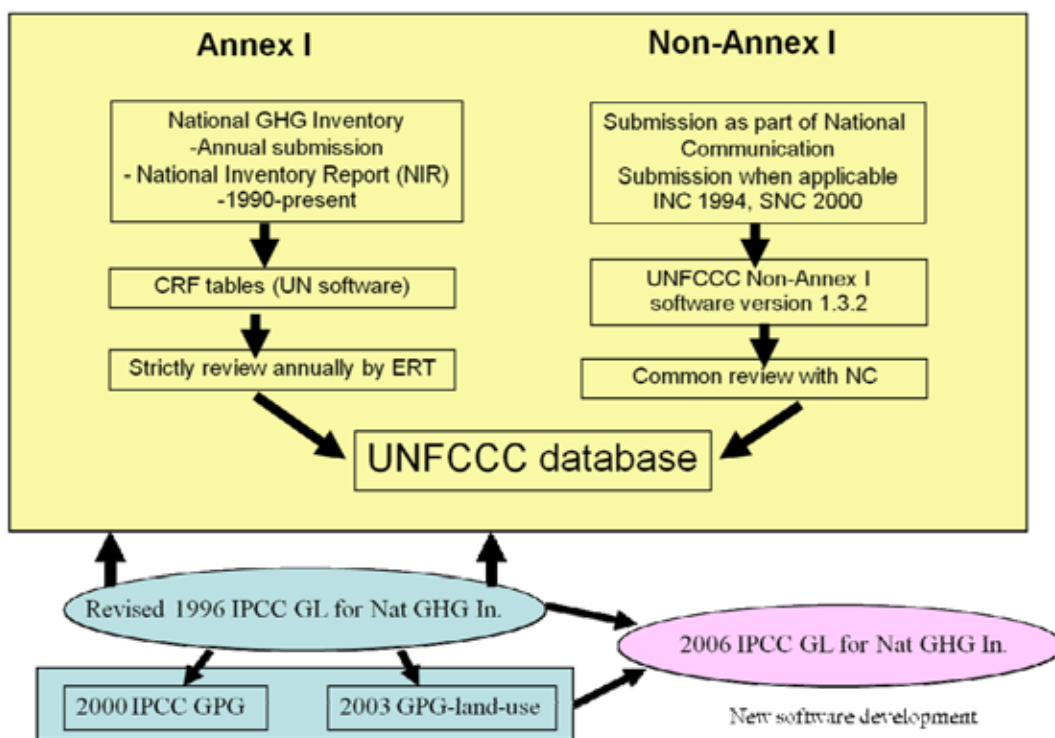 Annex I
National GHG Inventory
-Annual submission
- National Inventory Report (NIR)
-1990-present
CRF tables (UN software)
Strictly review annually by ERT
Non-Annex I
Submission as part of National
Communication
Submission when applicable
INC 1994, SNC 2000
UNFCCC Non-Annex I
software version 1.3.2
Common review with NC
UNFCCC database
Revised 1996 IPCC GL for Nat GHG In.
2000 IPCC GPG
2003 GPG-land-use
2006 IPCC GL for Nat GHG In.
New software development